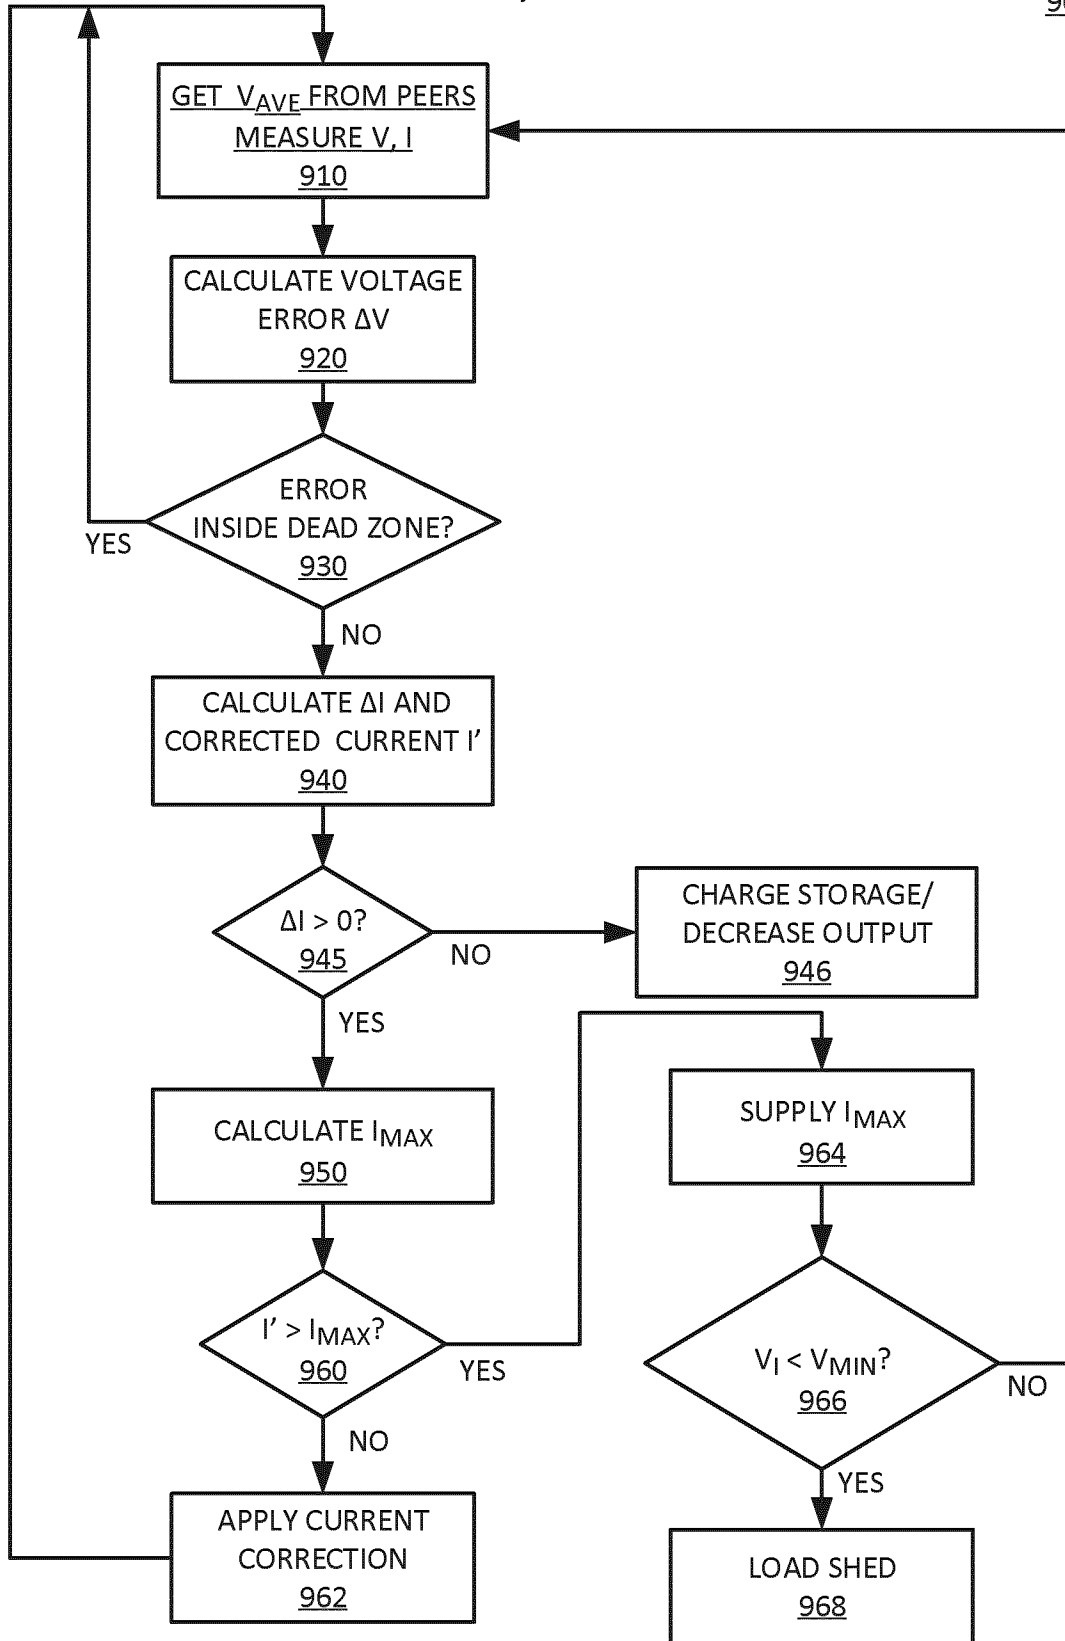 GET VAVE FROM PEERS
MEASURE V, I
910
CALCULATE VOLTAGE
ERROR ΔV
920
ERROR
INSIDE DEAD ZONE?
930
YES
NO
CALCULATE ΔI AND
CORRECTED CURRENT I’
940
ΔI > 0?
945
NO
YES
CHARGE STORAGE/
DECREASE OUTPUT
946
CALCULATE IMAX
950
SUPPLY IMAX
964
I’ > IMAX?
960
YES
NO
VI < VMIN?
966
NO
YES
APPLY CURRENT
CORRECTION
962
LOAD SHED
968